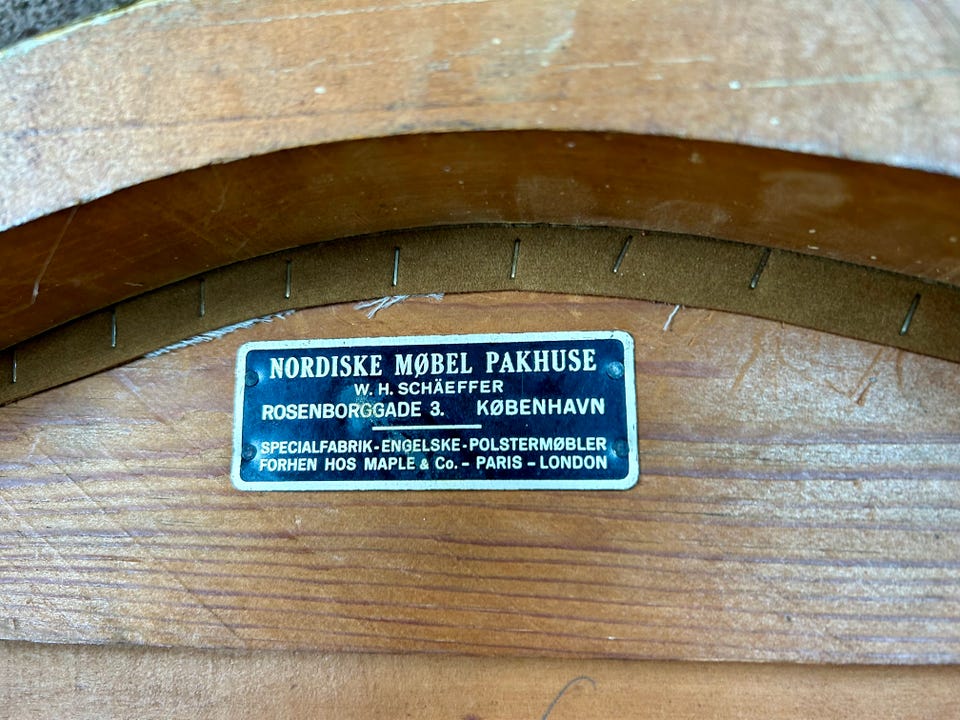 NORDISKE MØBEL PAKHUSE
W. H. SCHÄEFFER
ROSENBORGGADE 3. KØBENHAVN
SPECIALFABRIK-ENGELSKE-POLSTERMØBLER
FORHEN HOS MAPLE & Co. - PARIS - LONDON